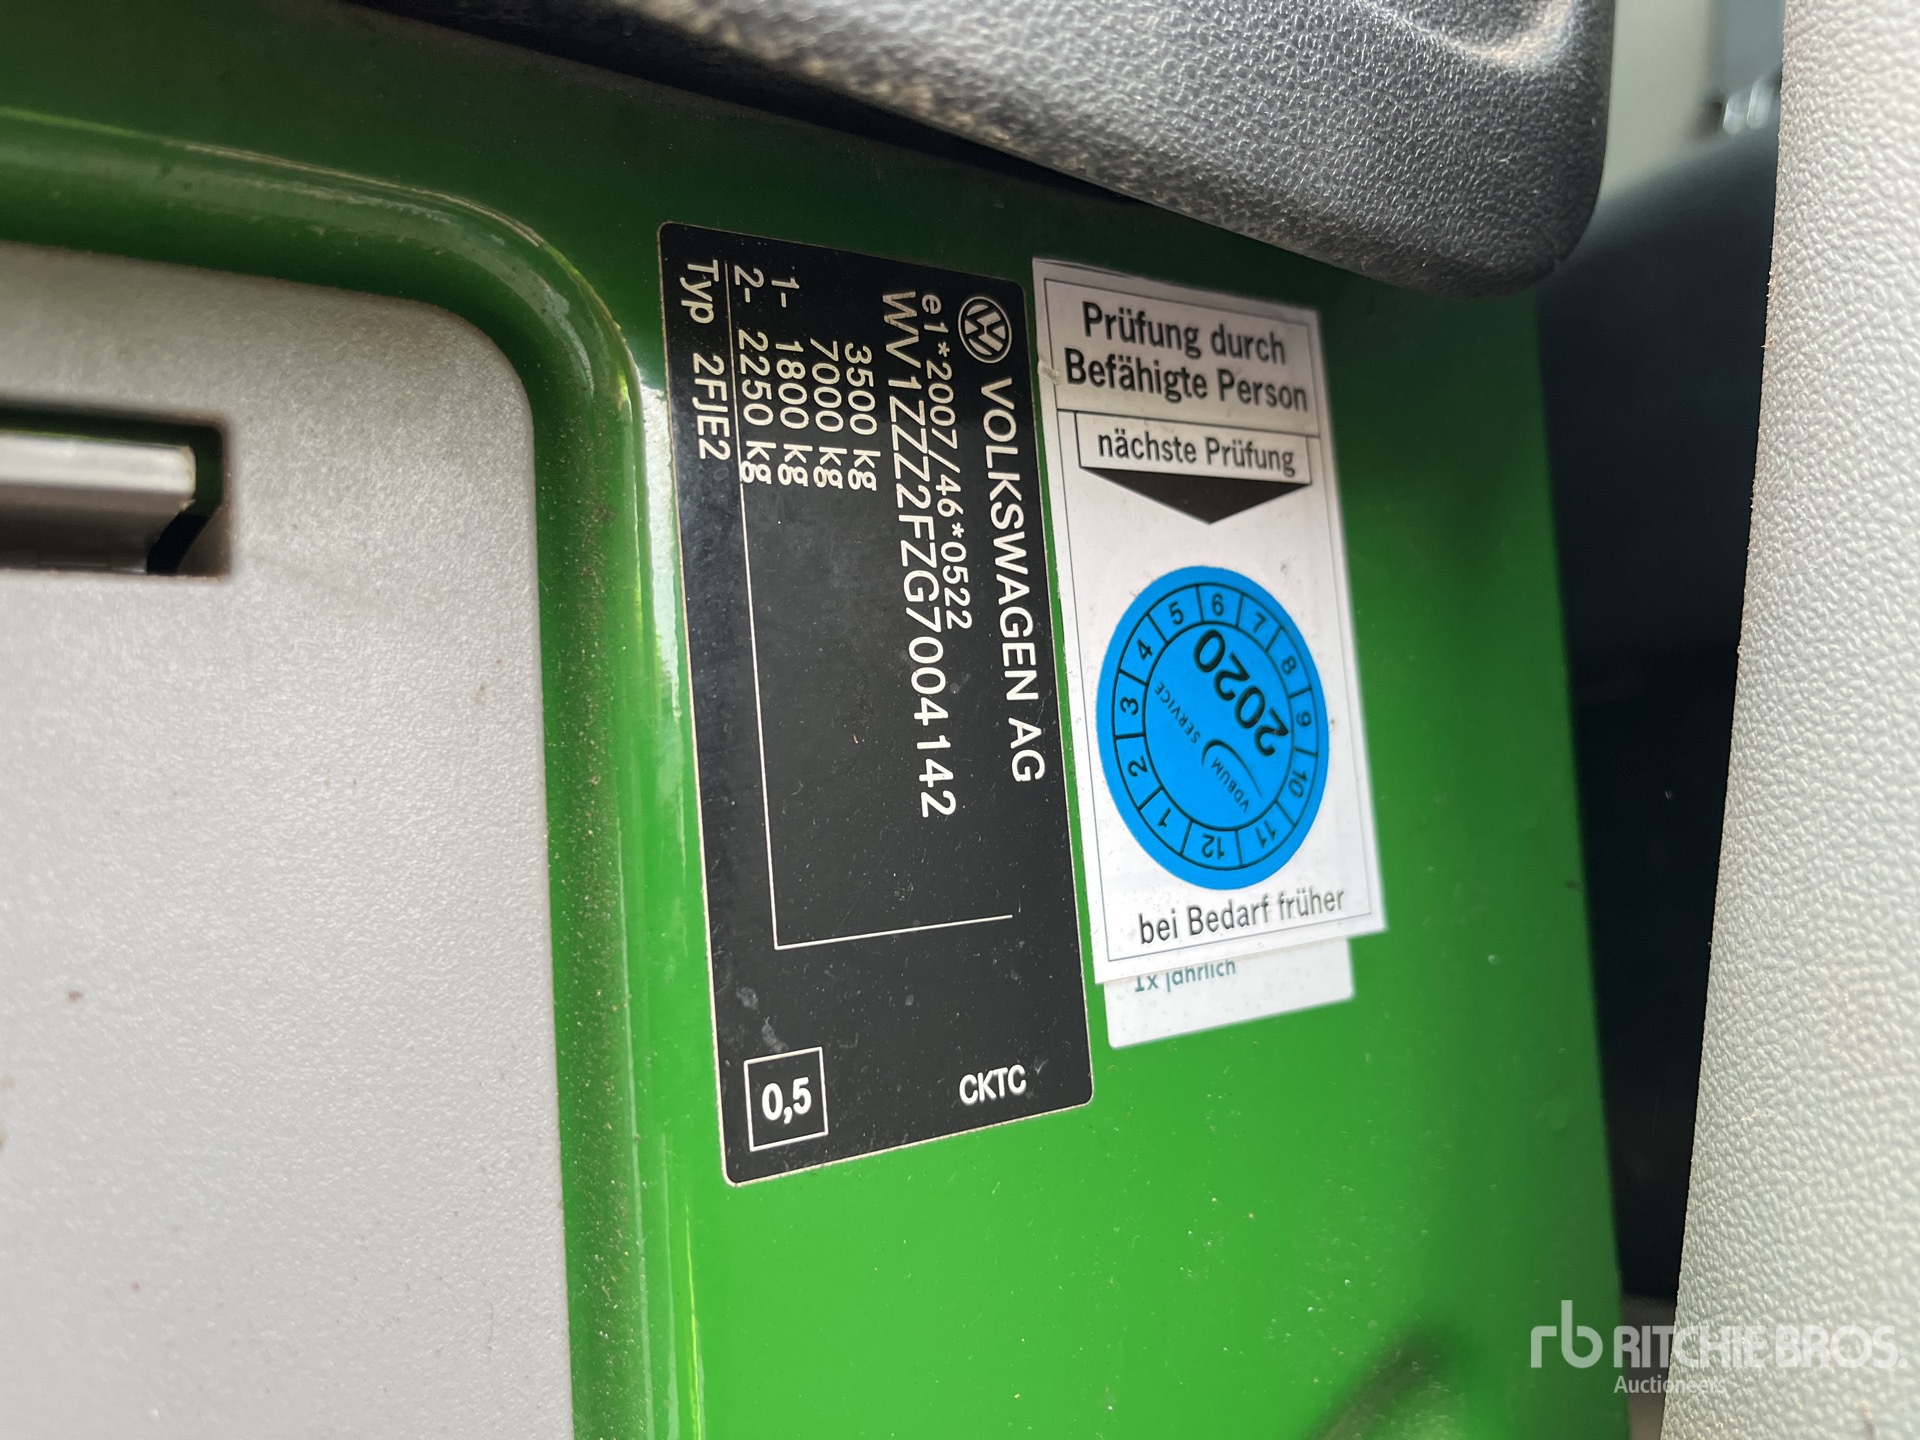 VOLKSWAGEN AG
e1*2007/46*0522
WV1ZZZ2FZG7004142
3500 kg
7000 kg
1- 1800 kg
2- 2250 kg
Typ 2FJE2
0,5
CKTC
Prüfung durch
Befähigte Person
nächste Prüfung
1 2 3 4 5 6 7 8 9 10 11 12
2020
VDBUM
SERVICE
bei Bedarf früher
1x jährlich
rb RITCHIE BROS.
Auctioneers